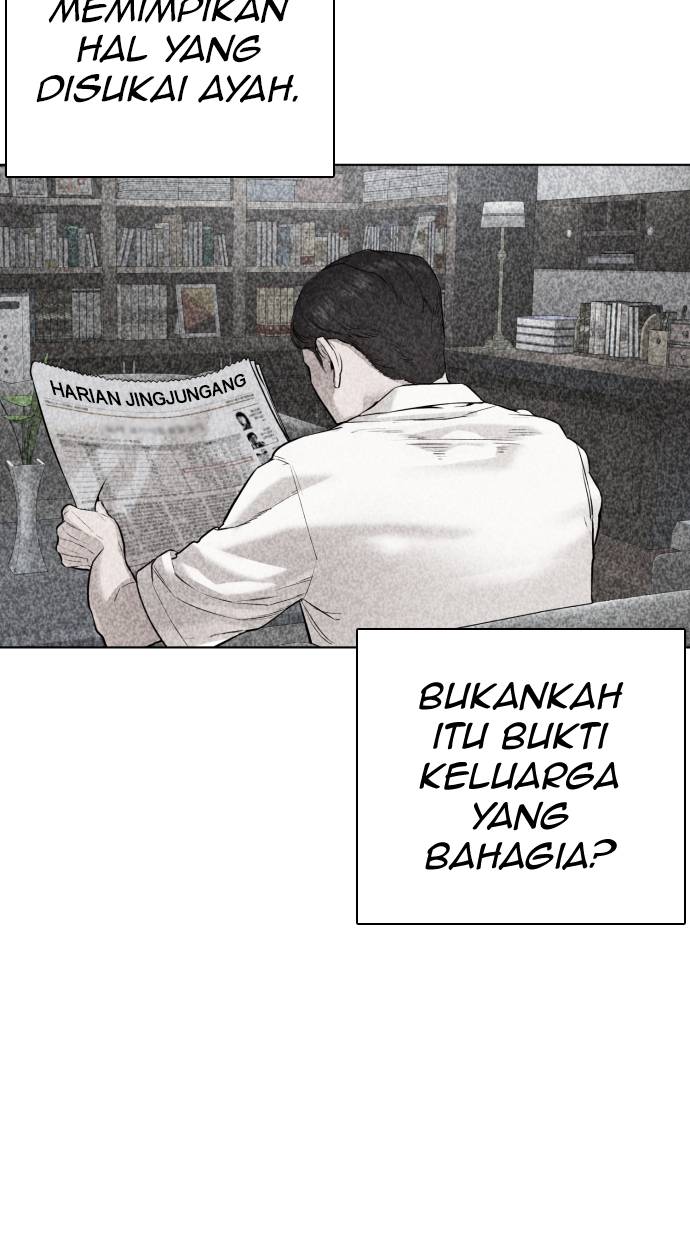 MEMIMPIKAN
HAL YANG
DISUKAI AYAH.
HARIAN JINGJUNGANG
BUKANKAH
ITU BUKTI
KELUARGA
YANG
BAHAGIA?